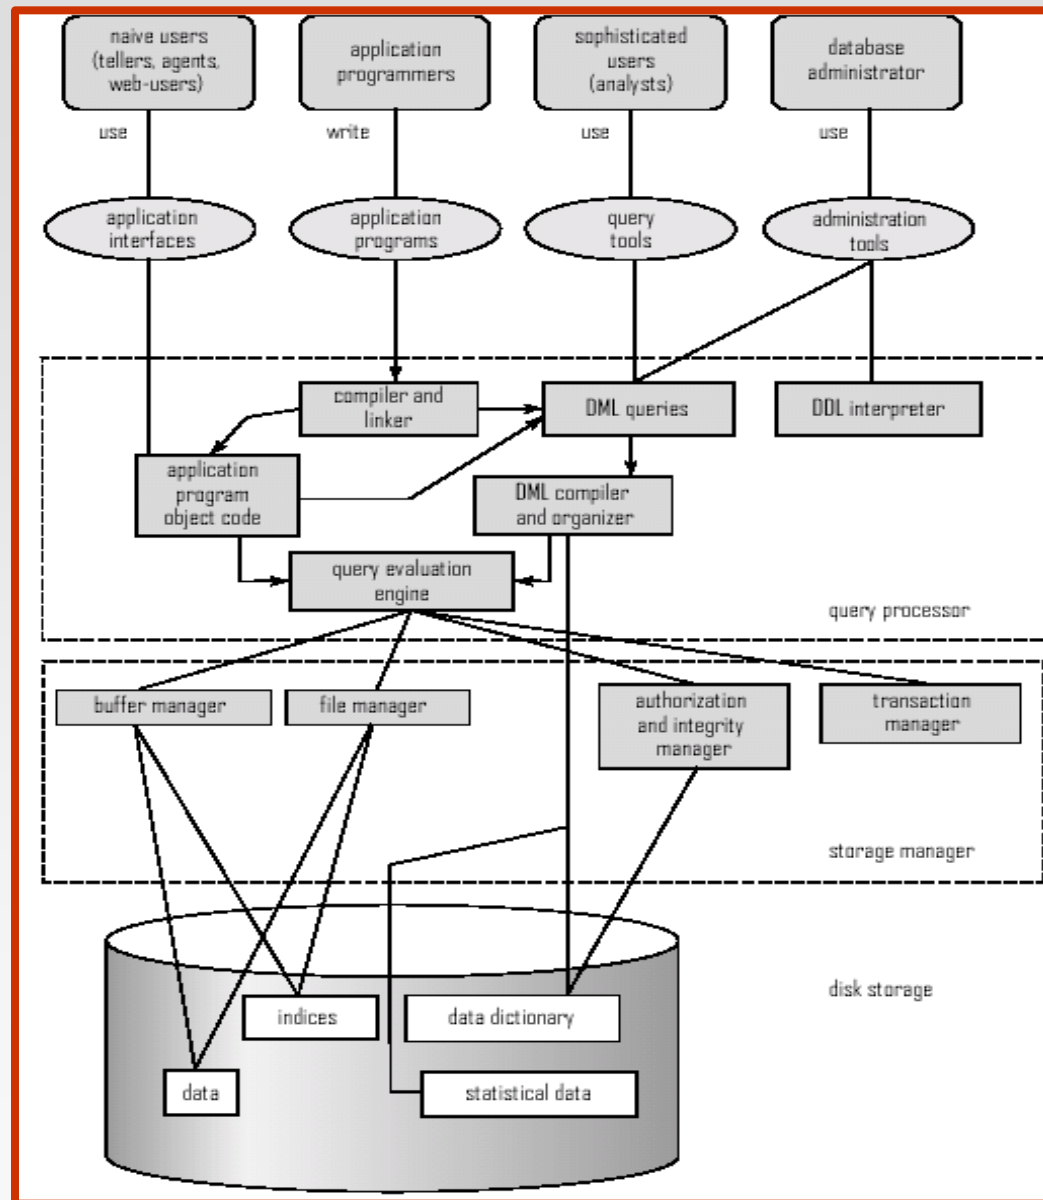 naive users
(tellers, agents,
web-users)
application
programmers
sophisticated
users
(analysts)
database
administrator
use
write
use
use
application
interfaces
application
programs
query
tools
administration
tools
compiler and
linker
DML queries
DDL interpreter
application
program
object code
DML compiler
and organizer
query evaluation
engine
query processor
buffer manager
file manager
authorization
and integrity
manager
transaction
manager
storage manager
disk storage
indices
data dictionary
data
statistical data